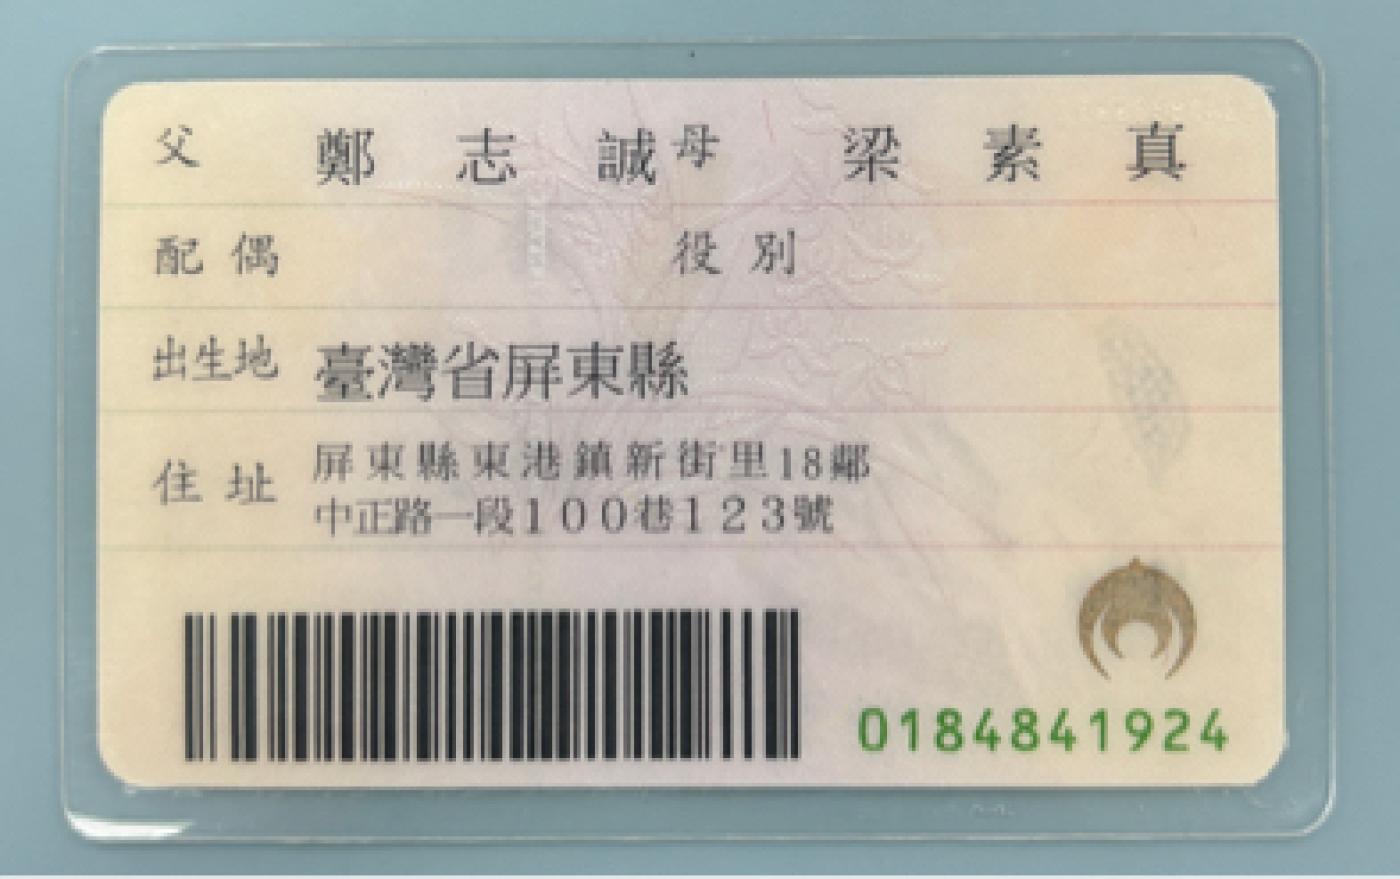 父 鄭志誠 母 梁素真
配偶 役別
出生地 臺灣省屏東縣
住址 屏東縣東港鎮新街里18鄰
中正路一段100巷123號
0184841924